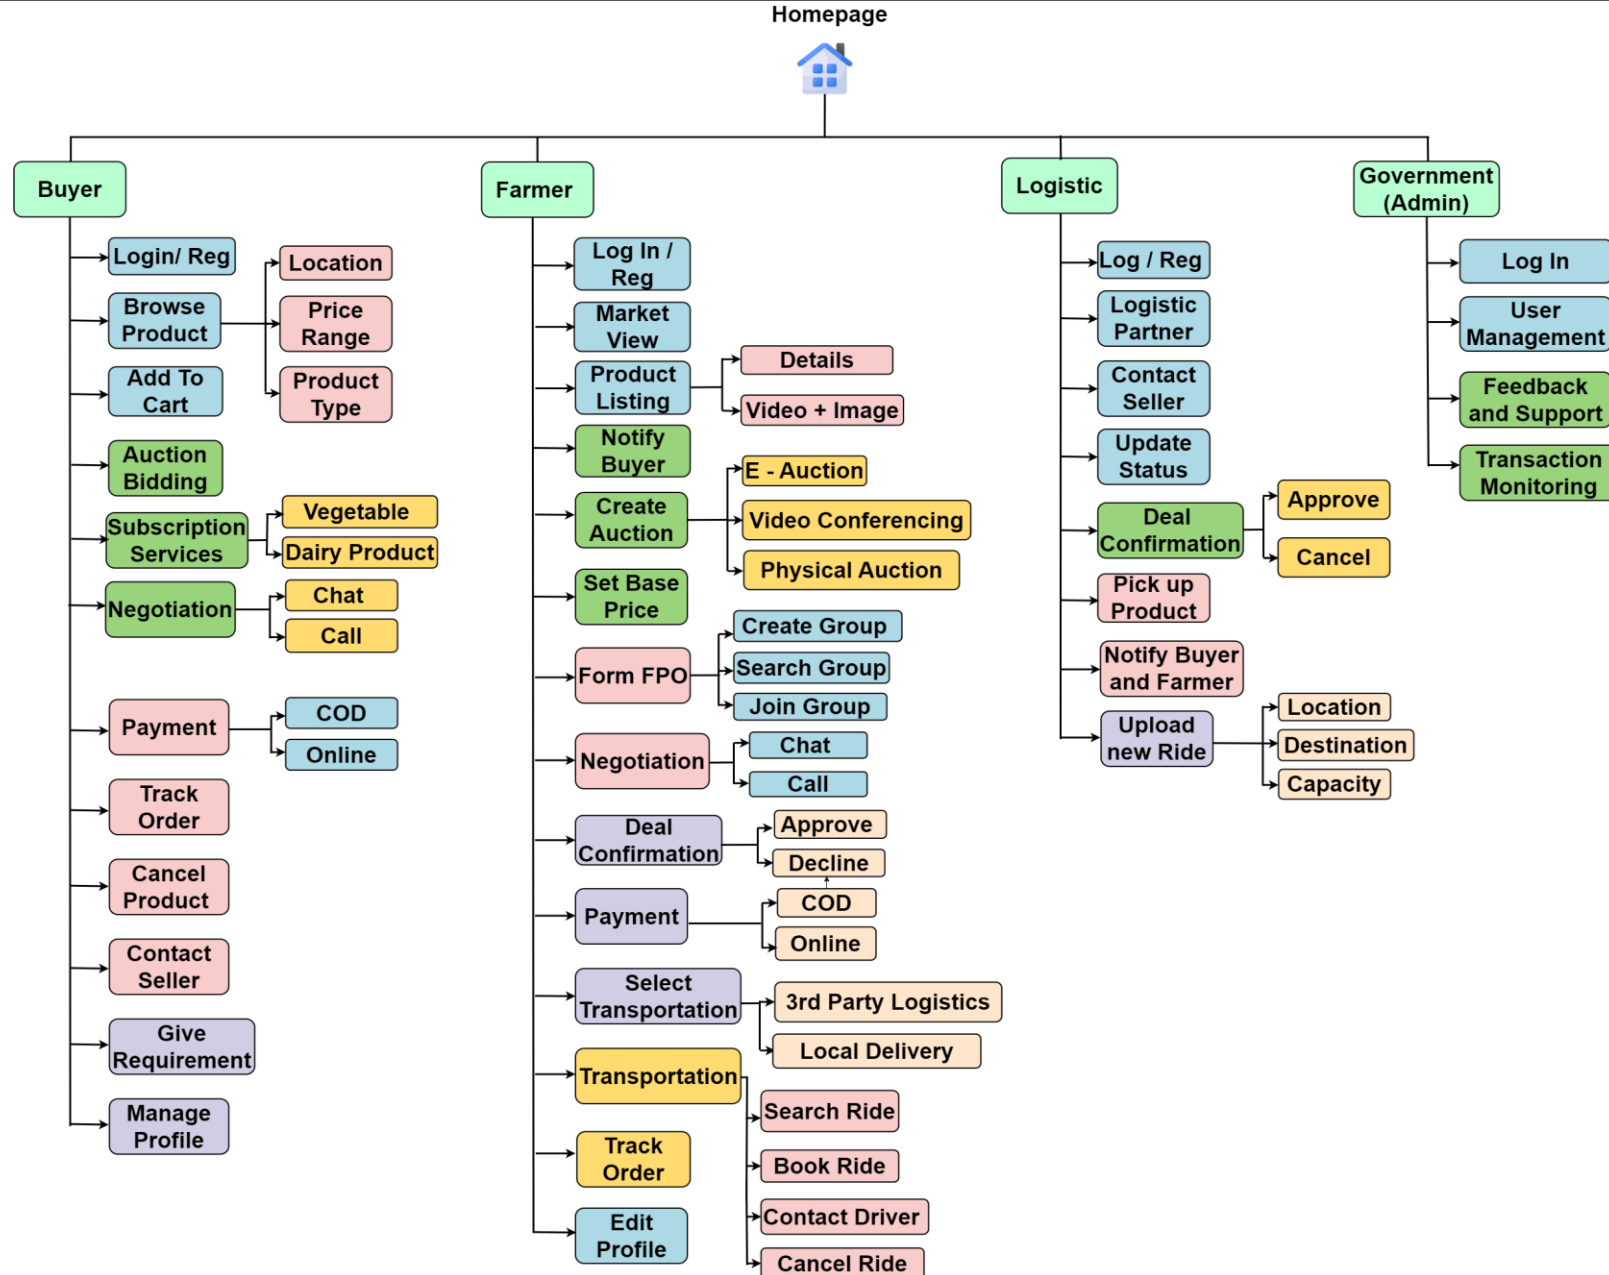 Homepage
Buyer
Login/ Reg
Browse
Product
Location
Price
Range
Product
Type
Add To
Cart
Auction
Bidding
Subscription
Services
Vegetable
Dairy Product
Negotiation
Chat
Call
Payment
COD
Online
Track
Order
Cancel
Product
Contact
Seller
Give
Requirement
Manage
Profile
Farmer
Log In /
Reg
Market
View
Product
Listing
Details
Video + Image
Notify
Buyer
Create
Auction
E - Auction
Video Conferencing
Physical Auction
Set Base
Price
Form FPO
Create Group
Search Group
Join Group
Negotiation
Chat
Call
Deal
Confirmation
Approve
Decline
Payment
COD
Online
Select
Transportation
3rd Party Logistics
Local Delivery
Transportation
Search Ride
Book Ride
Contact Driver
Cancel Ride
Track
Order
Edit
Profile
Logistic
Log / Reg
Logistic
Partner
Contact
Seller
Update
Status
Deal
Confirmation
Approve
Cancel
Pick up
Product
Notify Buyer
and Farmer
Upload
new Ride
Location
Destination
Capacity
Government
(Admin)
Log In
User
Management
Feedback
and Support
Transaction
Monitoring